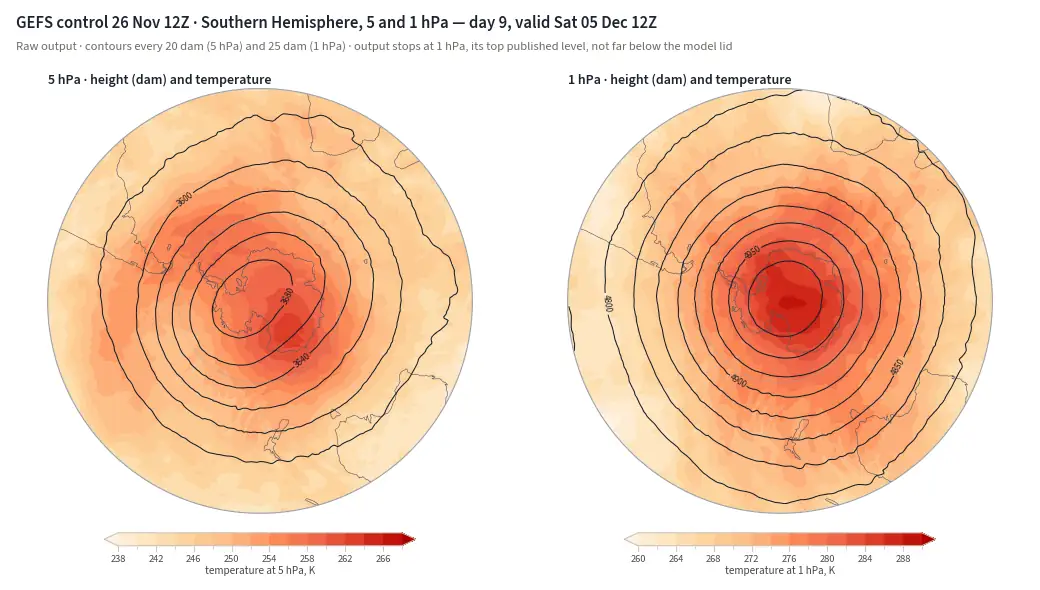 GEFS control 26 Nov 12Z · Southern Hemisphere, 5 and 1 hPa — day 9, valid Sat 05 Dec 12Z
Raw output · contours every 20 dam (5 hPa) and 25 dam (1 hPa) · output stops at 1 hPa, its top published level, not far below the model lid
5 hPa · height (dam) and temperature
1 hPa · height (dam) and temperature
3600
3680
3640
4950
4800
4850
4900
238 242 246 250 254 258 262 266
temperature at 5 hPa, K
260 264 268 272 276 280 284 288
temperature at 1 hPa, K